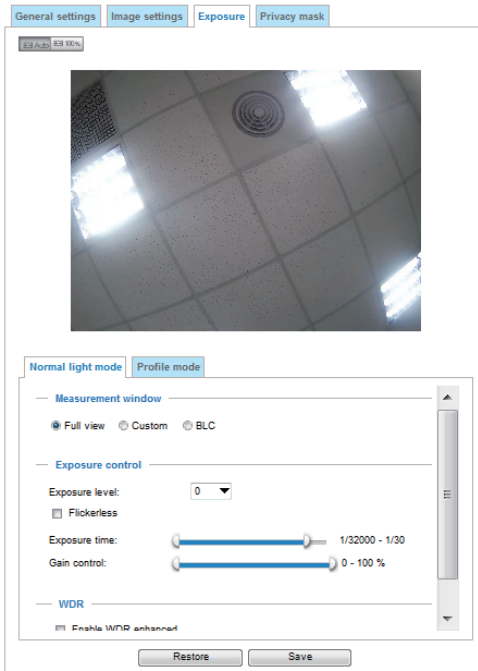 General settings Image settings Exposure Privacy mask
Auto 100%
Normal light mode Profile mode
Measurement window
Full view Custom BLC
Exposure control
Exposure level: 0
Flickerless
Exposure time: 1/32000 - 1/30
Gain control: 0 - 100 %
WDR
Enable WDR enhanced
Restore Save